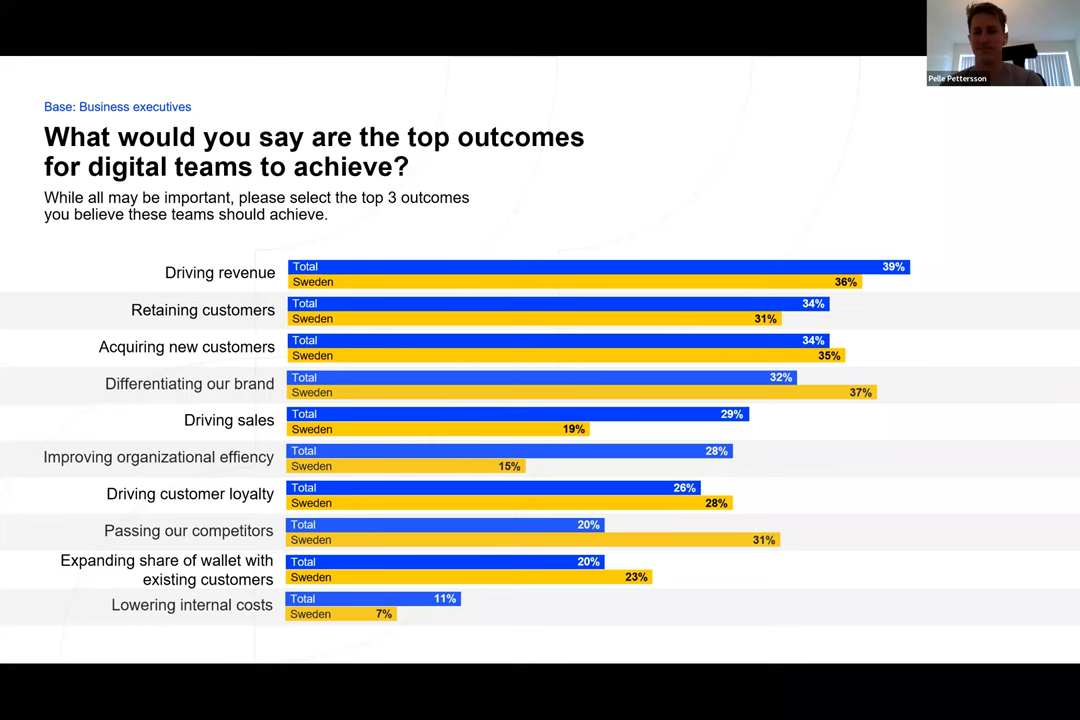 Pelle Pettersson
Base: Business executives
What would you say are the top outcomes
for digital teams to achieve?
While all may be important, please select the top 3 outcomes
you believe these teams should achieve.
Driving revenue
Total 39%
Sweden 36%
Retaining customers
Total 34%
Sweden 31%
Acquiring new customers
Total 34%
Sweden 35%
Differentiating our brand
Total 32%
Sweden 37%
Driving sales
Total 29%
Sweden 19%
Improving organizational effiency
Total 28%
Sweden 15%
Driving customer loyalty
Total 26%
Sweden 28%
Passing our competitors
Total 20%
Sweden 31%
Expanding share of wallet with
existing customers
Total 20%
Sweden 23%
Lowering internal costs
Total 11%
Sweden 7%